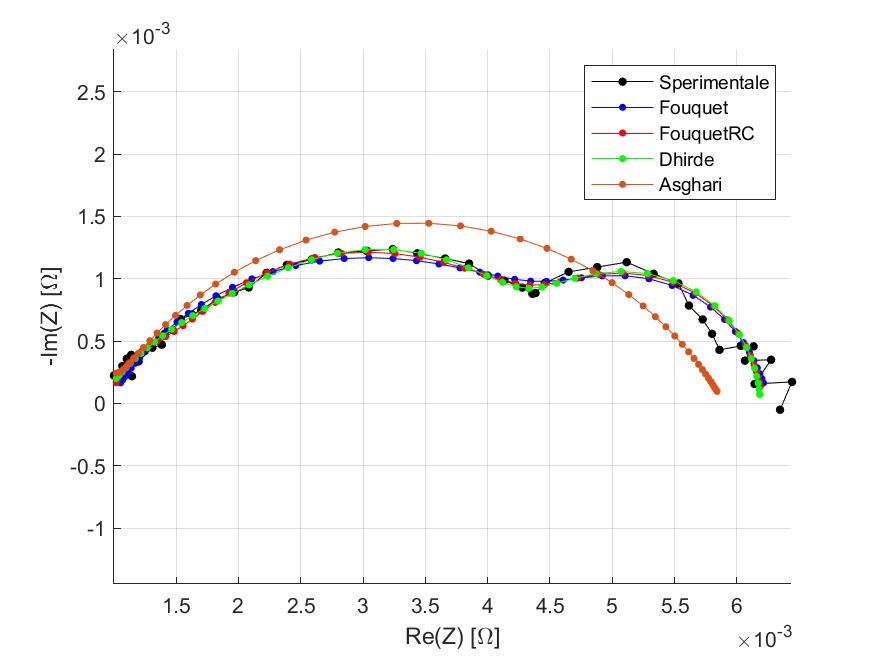 ×10⁻³
2.5
2
1.5
1
0.5
0
-0.5
-1
-Im(Z) [Ω]
Sperimentale
Fouquet
FouquetRC
Dhirde
Asghari
1.5 2 2.5 3 3.5 4 4.5 5 5.5 6
Re(Z) [Ω]
×10⁻³